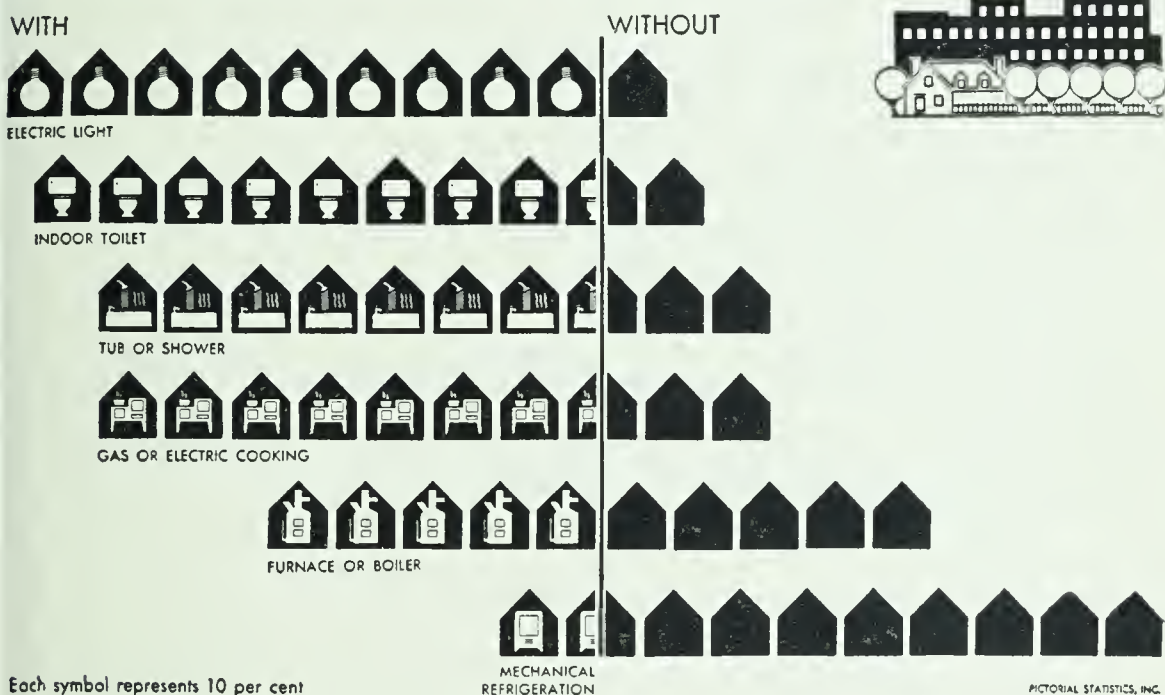 WITH
WITHOUT
ELECTRIC LIGHT
INDOOR TOILET
TUB OR SHOWER
GAS OR ELECTRIC COOKING
FURNACE OR BOILER
MECHANICAL
REFRIGERATION
Each symbol represents 10 per cent
PICTORIAL STATISTICS, INC.